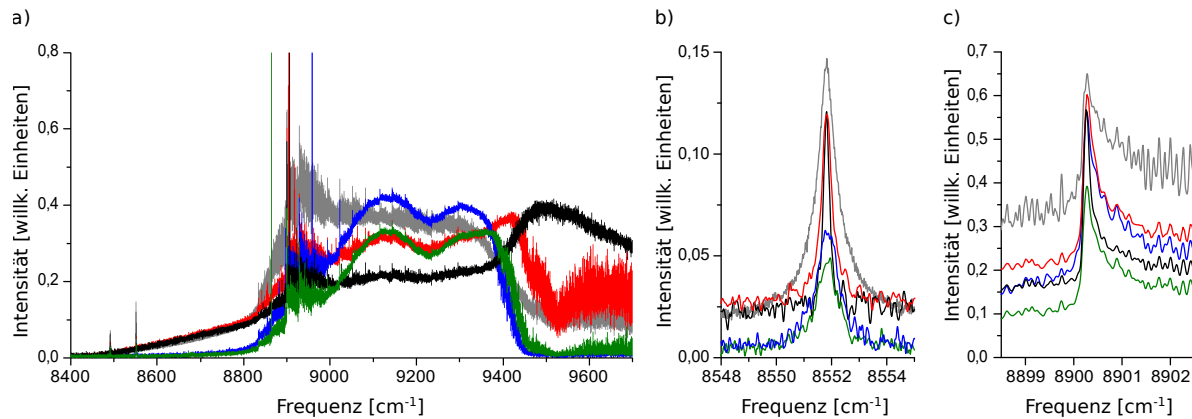 a)
Intensität [willk. Einheiten]
0,8
0,6
0,4
0,2
0,0
8400 8600 8800 9000 9200 9400 9600
Frequenz [cm⁻¹]
b)
Intensität [willk. Einheiten]
0,15
0,10
0,05
0,00
8548 8550 8552 8554
Frequenz [cm⁻¹]
c)
Intensität [willk. Einheiten]
0,7
0,6
0,5
0,4
0,3
0,2
0,1
0,0
8899 8900 8901 8902
Frequenz [cm⁻¹]